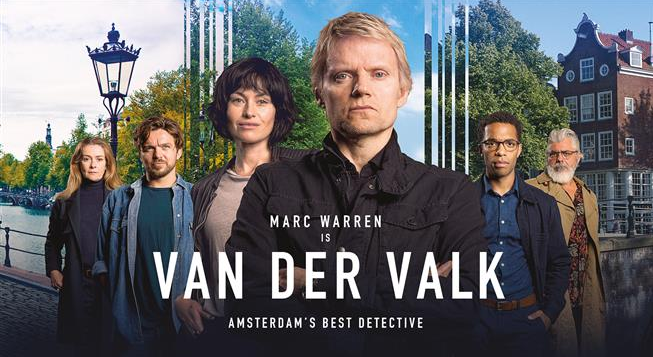 MARC WARREN
IS
VAN DER VALK
AMSTERDAM'S BEST DETECTIVE